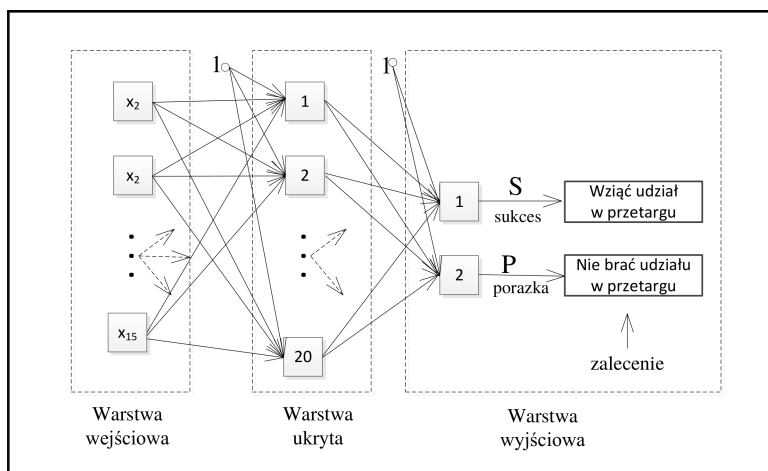 1
1
x₂
1
x₂
2
1
S
sukces
Wziąć udział
w przetargu
2
P
porazka
Nie brać udziału
w przetargu
x₁₅
20
zalecenie
Warstwa
wejściowa
Warstwa
ukryta
Warstwa
wyjściowa